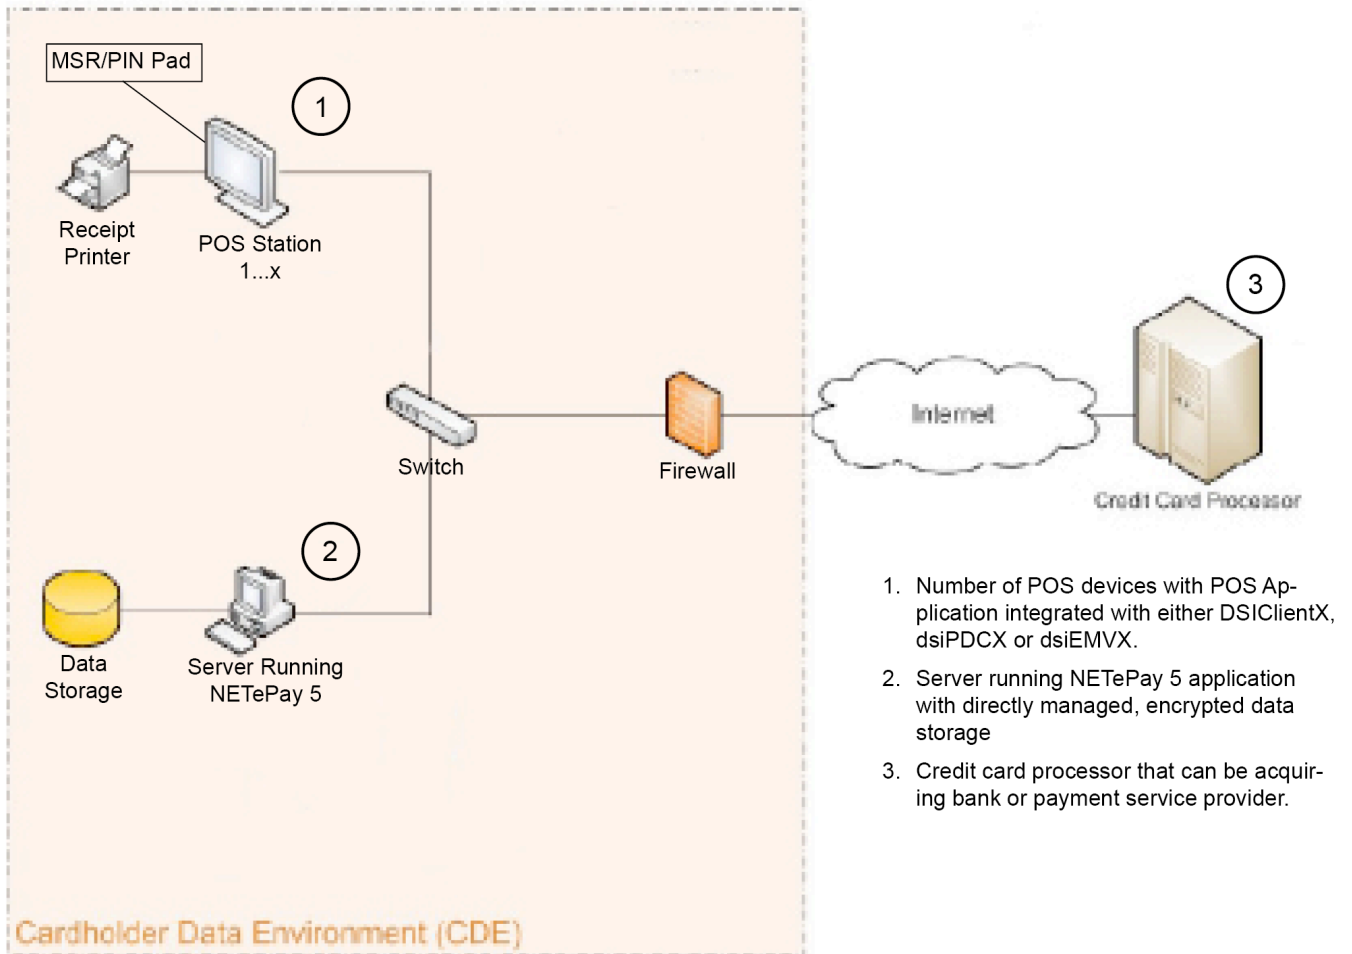 MSR/PIN Pad
1
Receipt
Printer
POS Station
1...x
3
Switch
Firewall
Internet
Credit Card Processor
2
Data
Storage
Server Running
NETePay 5
1. Number of POS devices with POS Ap-
plication integrated with either DSIClientX,
dsiPDCX or dsiEMVX.
2. Server running NETePay 5 application
with directly managed, encrypted data
storage
3. Credit card processor that can be acquir-
ing bank or payment service provider.
Cardholder Data Environment (CDE)